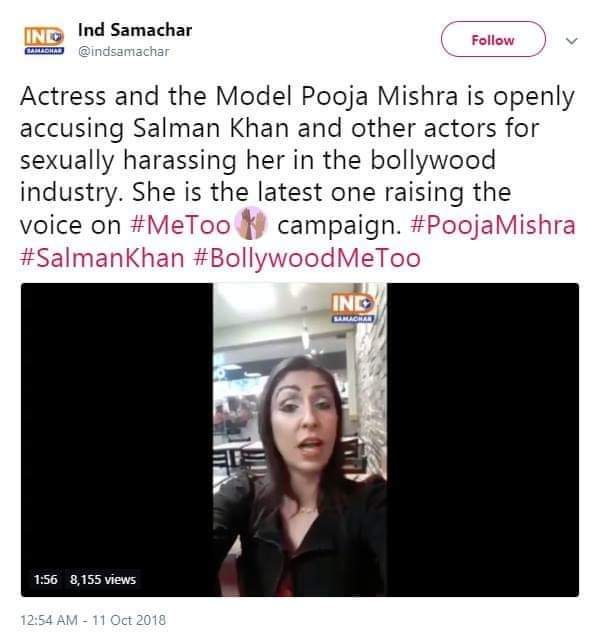 IND
SAMACHAR
Ind Samachar
@indsamachar
Follow
Actress and the Model Pooja Mishra is openly
accusing Salman Khan and other actors for
sexually harassing her in the bollywood
industry. She is the latest one raising the
voice on #MeToo campaign. #PoojaMishra
#SalmanKhan #BollywoodMeToo
IND
SAMACHAR
1:56 8,155 views
12:54 AM - 11 Oct 2018